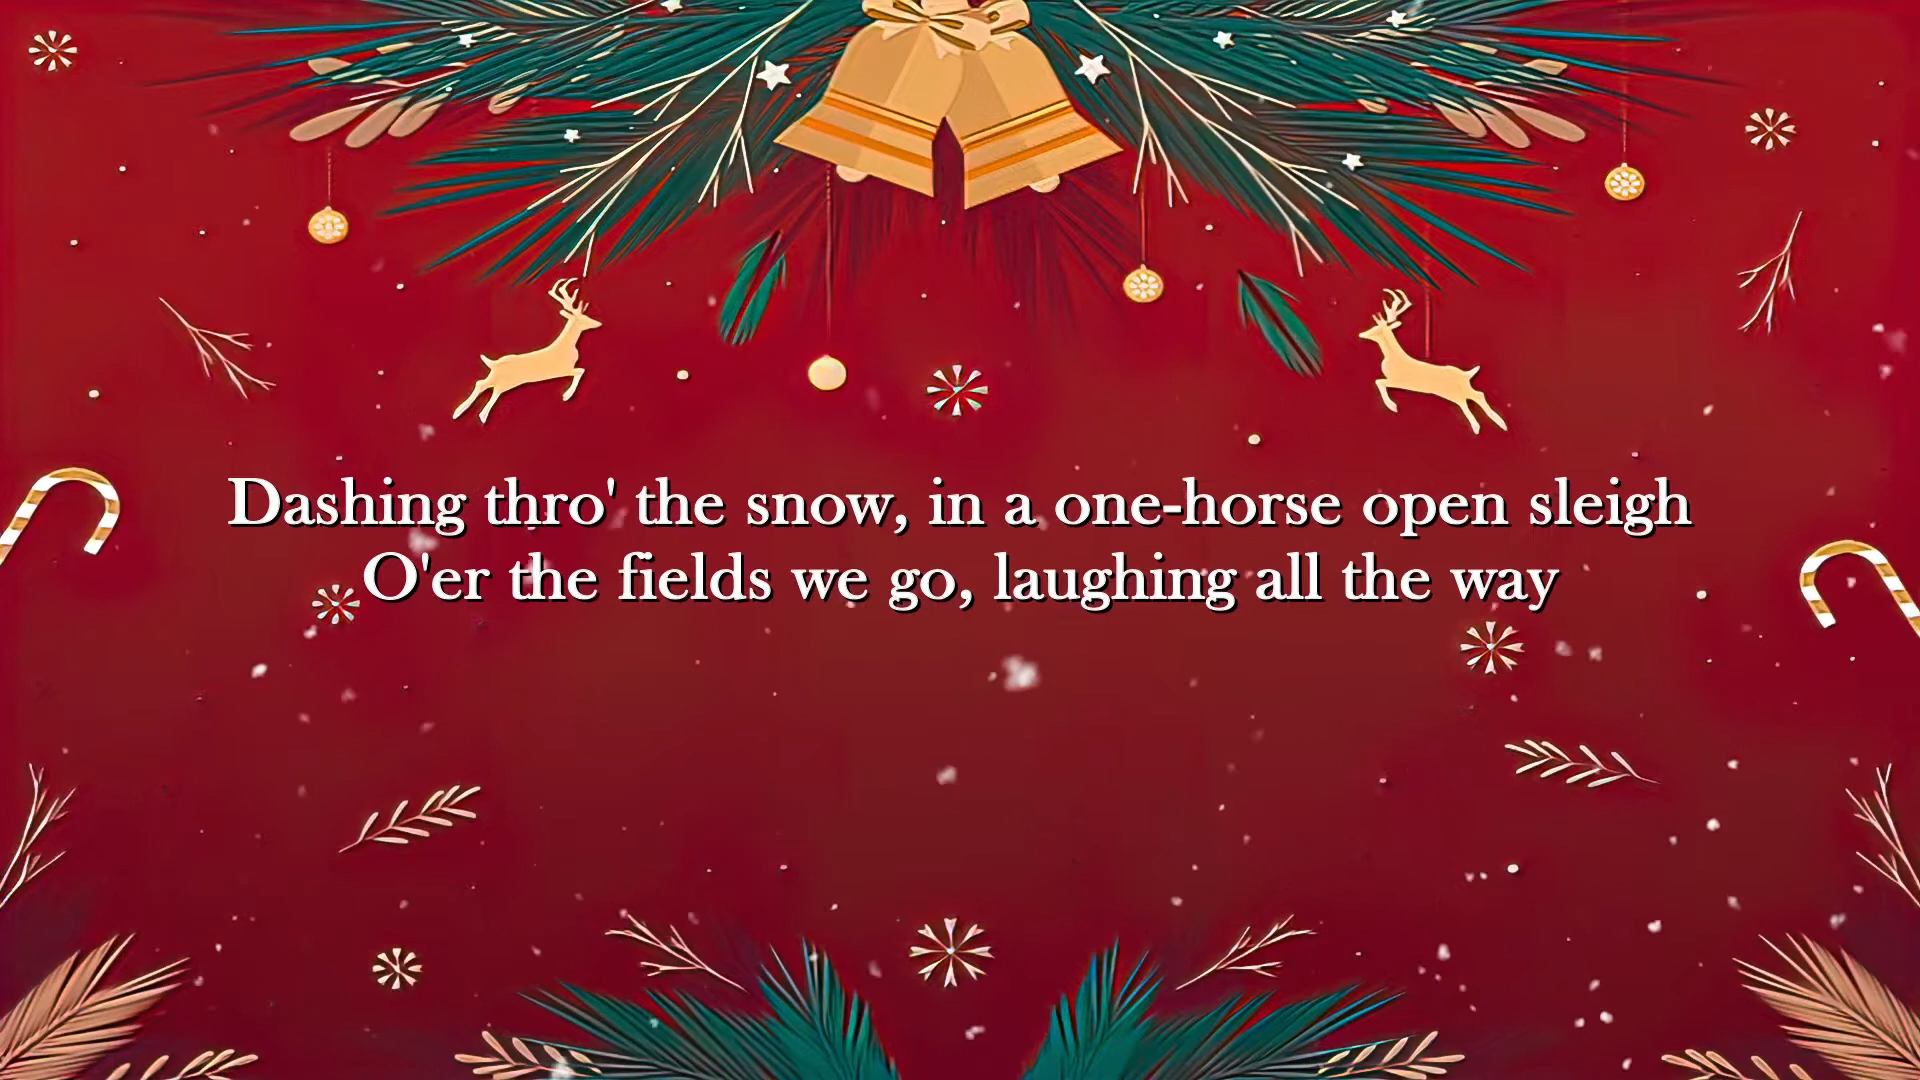 Dashing thro' the snow, in a one-horse open sleigh
O'er the fields we go, laughing all the way